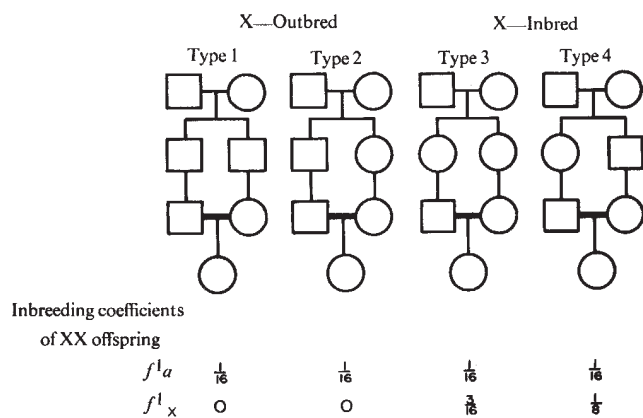 X—Outbred X—Inbred
Type 1 Type 2 Type 3 Type 4
Inbreeding coefficients
of XX offspring
f¹a 1/16 1/16 1/16 1/16
f¹x 0 0 3/16 1/8